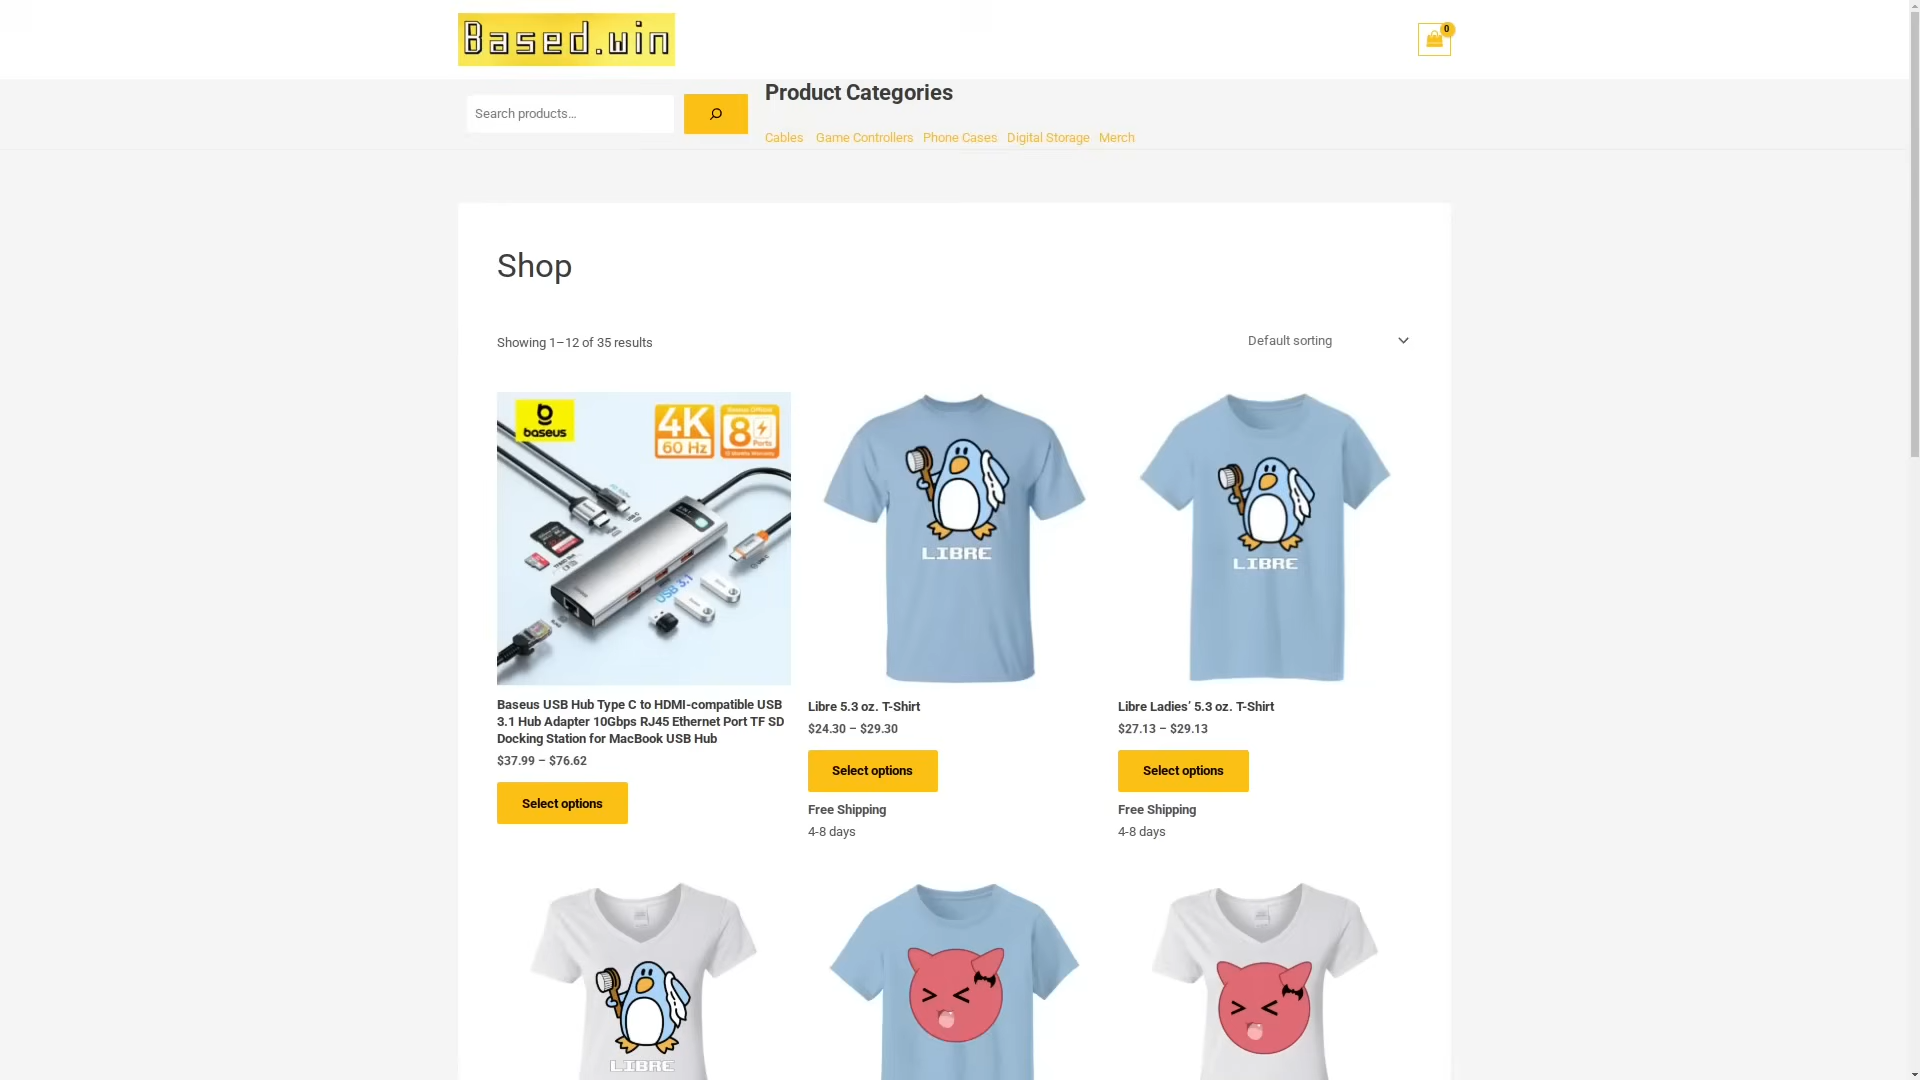 Based.win
0
Search products…
Product Categories
Cables Game Controllers Phone Cases Digital Storage Merch
Shop
Showing 1–12 of 35 results
Default sorting
baseus
4K
60 Hz
Baseus Official
8
Ports
USB 3.1
LIBRE
LIBRE
Baseus USB Hub Type C to HDMI-compatible USB
3.1 Hub Adapter 10Gbps RJ45 Ethernet Port TF SD
Docking Station for MacBook USB Hub
$37.99 – $76.62
Select options
Libre 5.3 oz. T-Shirt
$24.30 – $29.30
Select options
Free Shipping
4-8 days
Libre Ladies’ 5.3 oz. T-Shirt
$27.13 – $29.13
Select options
Free Shipping
4-8 days
LIBRE